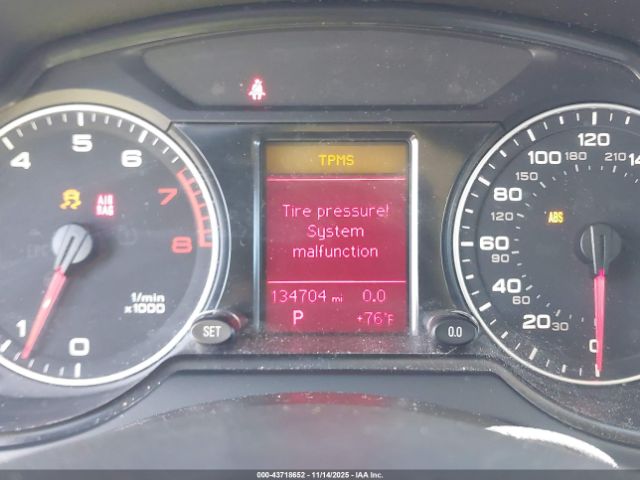 4 5 6 7 8
1 0
AIR
BAG
1/min
x1000
SET
TPMS
Tire pressure!
System
malfunction
134704 mi 0.0
P +76°F
0.0
120
100 180 210 14
80 150
120 ABS
60 90
40 60
20 30
0
000-43718652 - 11/14/2025 - © IAA Inc.